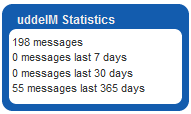 uddeIM Statistics
198 messages
0 messages last 7 days
0 messages last 30 days
55 messages last 365 days